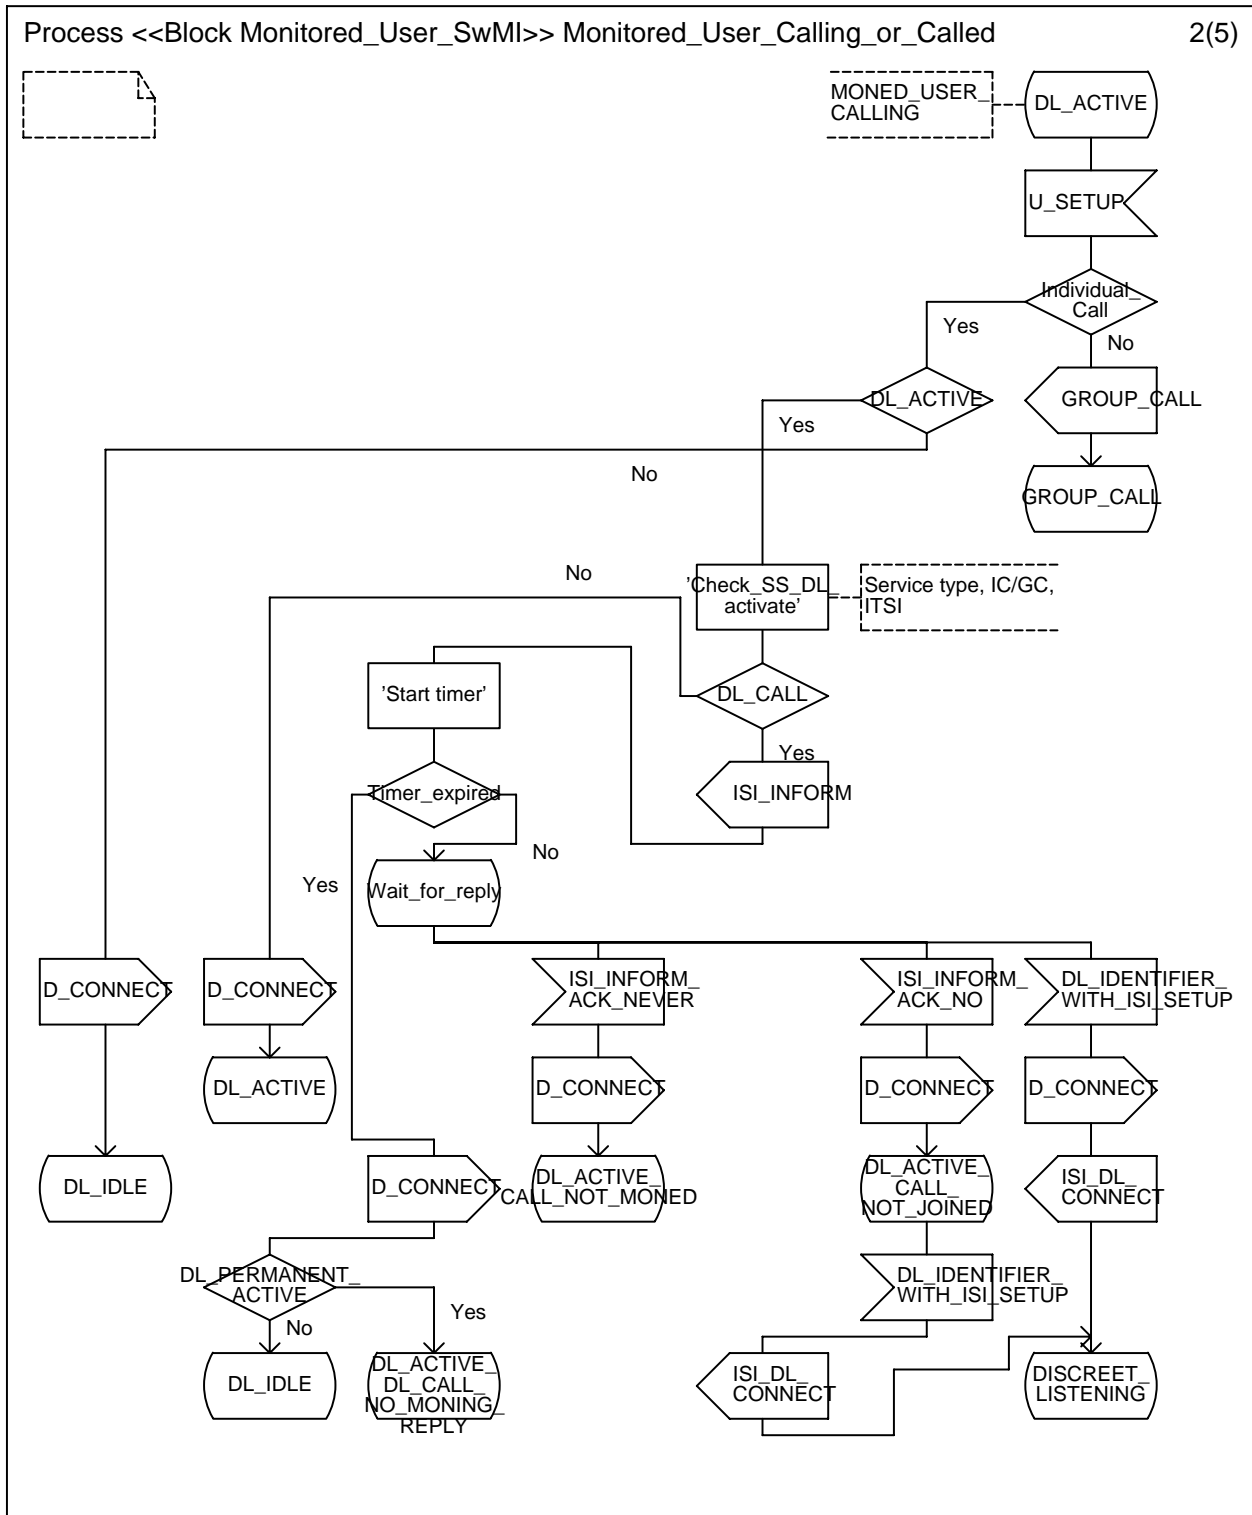 Process <<Block Monitored_User_SwMI>> Monitored_User_Calling_or_Called 2(5)
MONED_USER_
CALLING
DL_ACTIVE
U_SETUP
Individual_
Call
Yes
No
DL_ACTIVE
GROUP_CALL
Yes
No
GROUP_CALL
No
'Check_SS_DL_
activate'
Service type, IC/GC,
ITSI
'Start timer'
DL_CALL
Yes
Timer_expired
ISI_INFORM
No
Yes
Wait_for_reply
D_CONNECT
D_CONNECT
ISI_INFORM_
ACK_NEVER
ISI_INFORM_
ACK_NO
DL_IDENTIFIER_
WITH_ISI_SETUP
DL_ACTIVE
D_CONNECT
D_CONNECT
D_CONNECT
DL_IDLE
D_CONNECT
DL_ACTIVE_
CALL_NOT_MONED
DL_ACTIVE_
CALL_
NOT_JOINED
ISI_DL_
CONNECT
DL_PERMANENT_
ACTIVE
DL_IDENTIFIER_
WITH_ISI_SETUP
Yes
No
DL_IDLE
DL_ACTIVE_
DL_CALL_
NO_MONING_
REPLY
ISI_DL_
CONNECT
DISCREET_
LISTENING